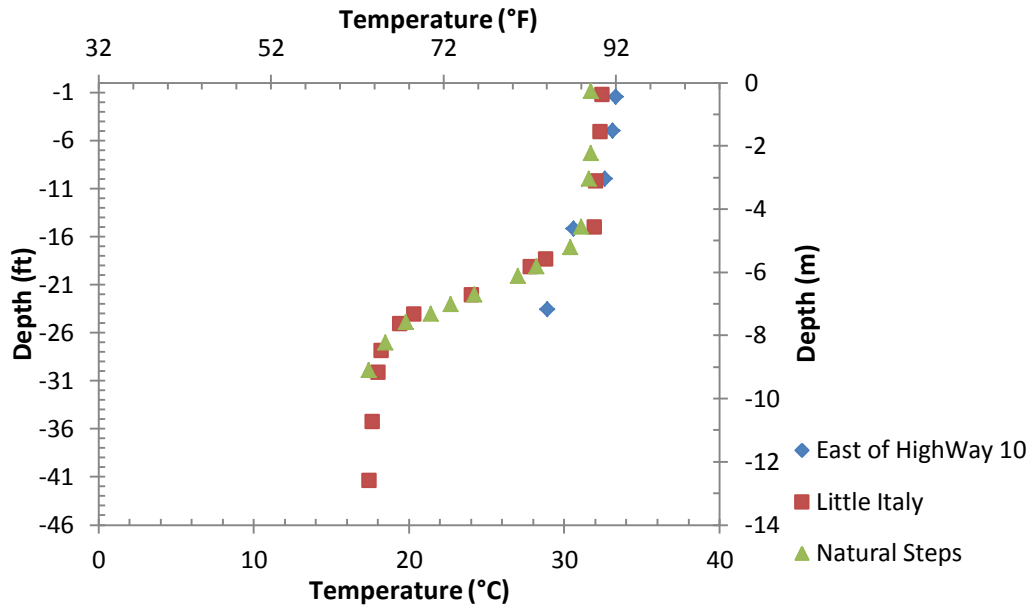 Temperature (°F)
32 52 72 92
-1 -6 -11 -16 -21 -26 -31 -36 -41 -46
Depth (ft)
0 -2 -4 -6 -8 -10 -12 -14
Depth (m)
East of HighWay 10
Little Italy
Natural Steps
0 10 20 30 40
Temperature (°C)